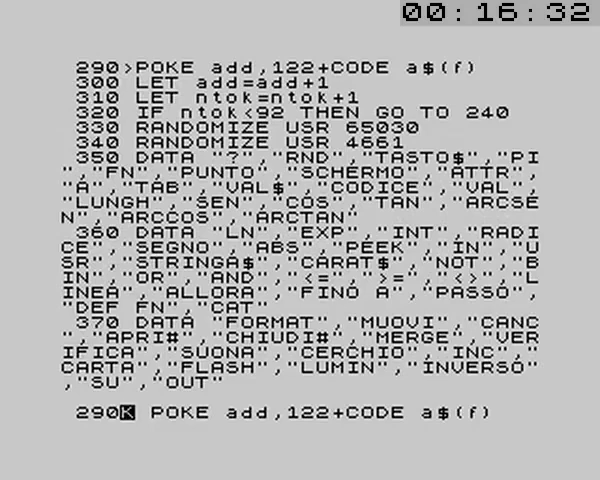 00:16:32
290>POKE add,122+CODE a$(f)
300 LET add=add+1
310 LET ntok=ntok+1
320 IF ntok<92 THEN GO TO 240
330 RANDOMIZE USR 65030
340 RANDOMIZE USR 4661
350 DATA "?","RND","TASTO$","PI
","FN","PUNTO","SCHERMO","ATTR",
"A","TAB","VAL$","CODICE","VAL",
"LUNGH","SEN","COS","TAN","ARCSE
N","ARCCOS","ARCTAN"
360 DATA "LN","EXP","INT","RADI
CE","SEGNO","ABS","PEEK","IN","U
SR","STRINGA$","CARAT$","NOT","B
IN","OR","AND","<=",">=","<>","L
INEA","ALLORA","FINO A","PASSO",
"DEF FN","CAT"
370 DATA "FORMAT","MUOVI","CANC
","APRI#","CHIUDI#","MERGE","VER
IFICA","SUONA","CERCHIO","INC","
CARTA","FLASH","LUMIN","INVERSO"
,"SU","OUT"
290K POKE add,122+CODE a$(f)